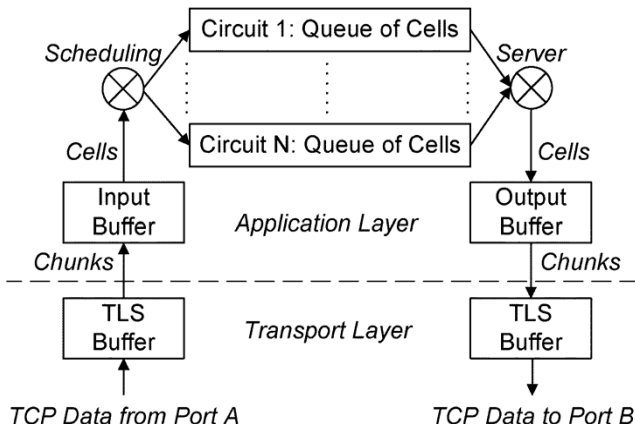 Circuit 1: Queue of Cells
Scheduling
Server
Circuit N: Queue of Cells
Cells
Cells
Input
Buffer
Application Layer
Output
Buffer
Chunks
Chunks
TLS
Buffer
Transport Layer
TLS
Buffer
TCP Data from Port A
TCP Data to Port B